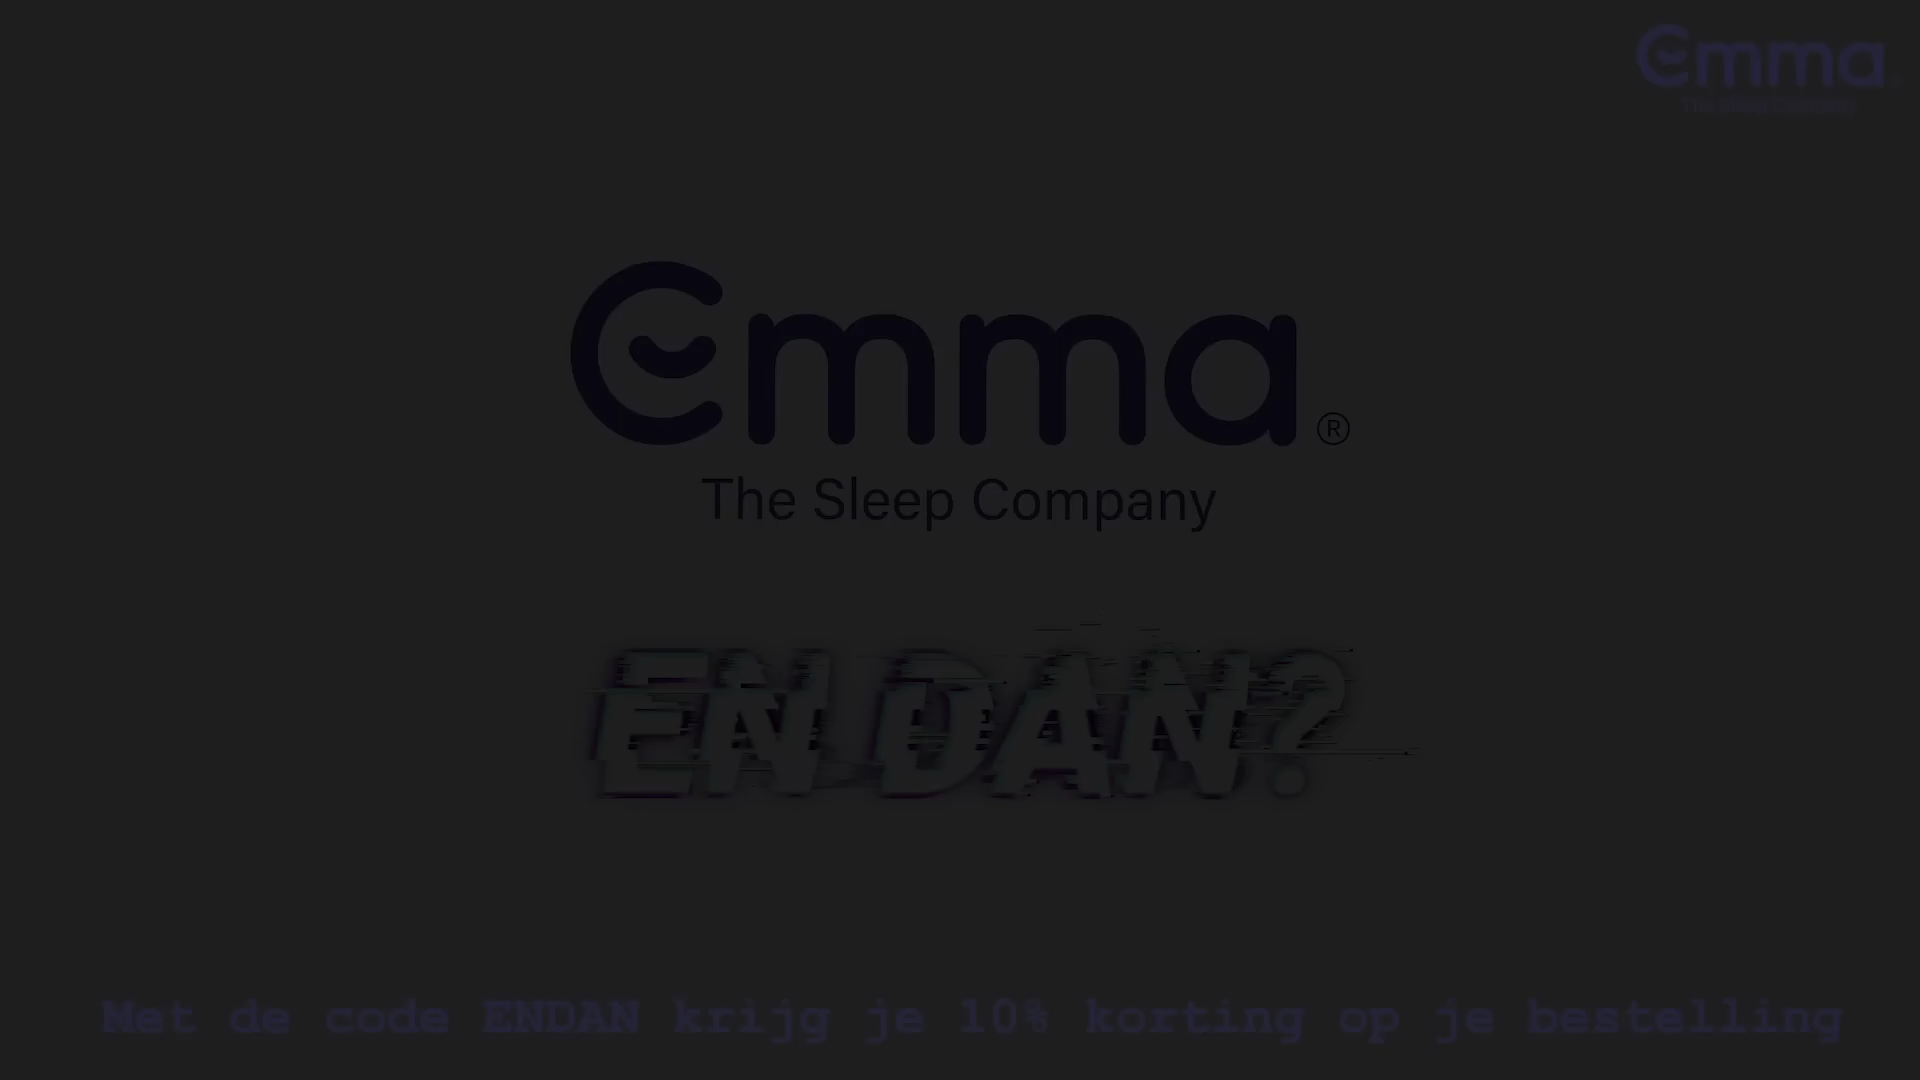 emma
The Sleep Company
emma®
The Sleep Company
EN DAN?
Met de code ENDAN krijg je 10% korting op je bestelling